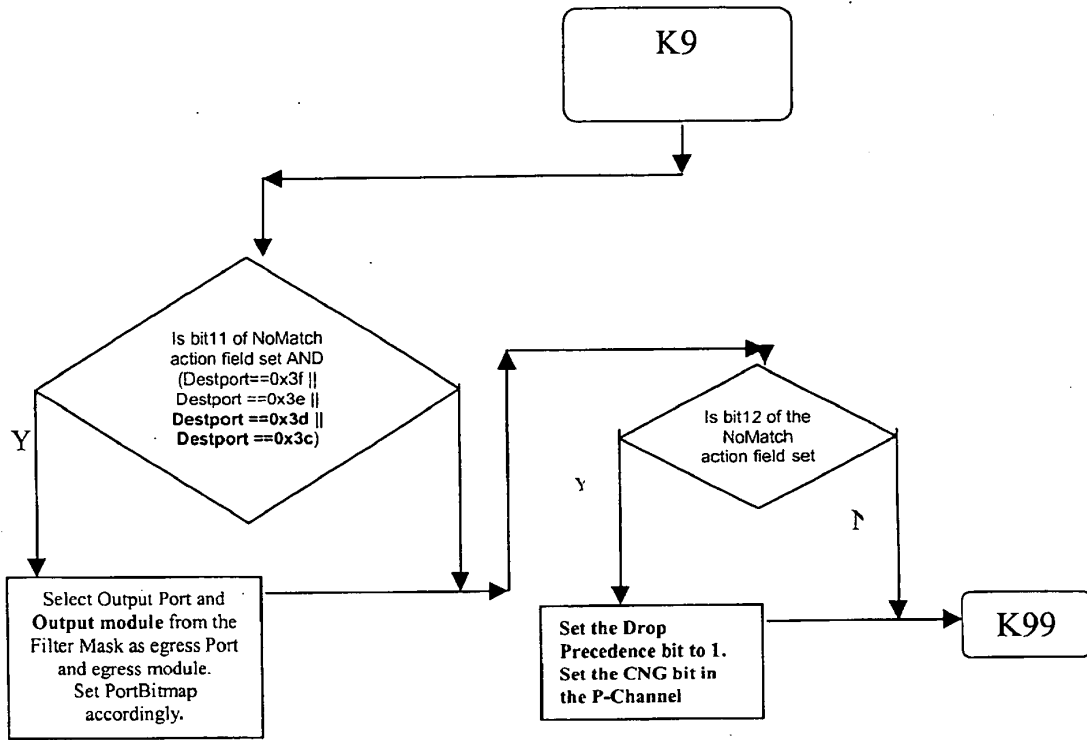 K9
Is bit11 of NoMatch
action field set AND
(Destport==0x3f ||
Destport ==0x3e ||
Destport ==0x3d ||
Destport ==0x3c)
Y
Is bit12 of the
NoMatch
action field set
Y
N
Select Output Port and
Output module from the
Filter Mask as egress Port
and egress module.
Set PortBitmap
accordingly.
Set the Drop
Precedence bit to 1.
Set the CNG bit in
the P-Channel
K99